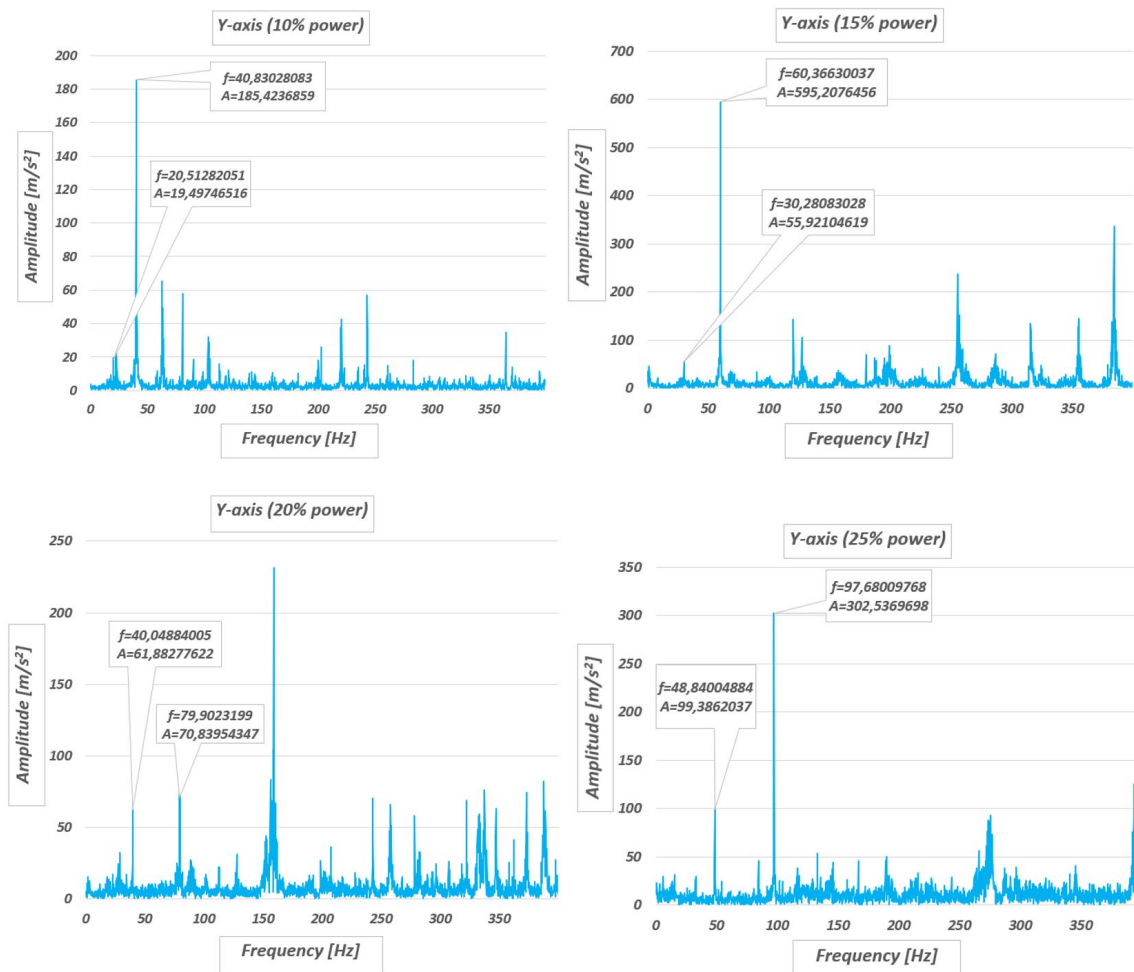 Y-axis (10% power)
200
180
160
140
120
100
80
60
40
20
0
Amplitude [m/s²]
f=40,83028083
A=185,4236859
f=20,51282051
A=19,49746516
0 50 100 150 200 250 300 350
Frequency [Hz]
Y-axis (15% power)
700
600
500
400
300
200
100
0
Amplitude [m/s²]
f=60,36630037
A=595,2076456
f=30,28083028
A=55,92104619
0 50 100 150 200 250 300 350
Frequency [Hz]
Y-axis (20% power)
250
200
150
100
50
0
Amplitude [m/s²]
f=40,04884005
A=61,88277622
f=79,9023199
A=70,83954347
0 50 100 150 200 250 300 350
Frequency [Hz]
Y-axis (25% power)
350
300
250
200
150
100
50
0
Amplitude [m/s²]
f=97,68009768
A=302,5369698
f=48,84004884
A=99,3862037
0 50 100 150 200 250 300 350
Frequency [Hz]